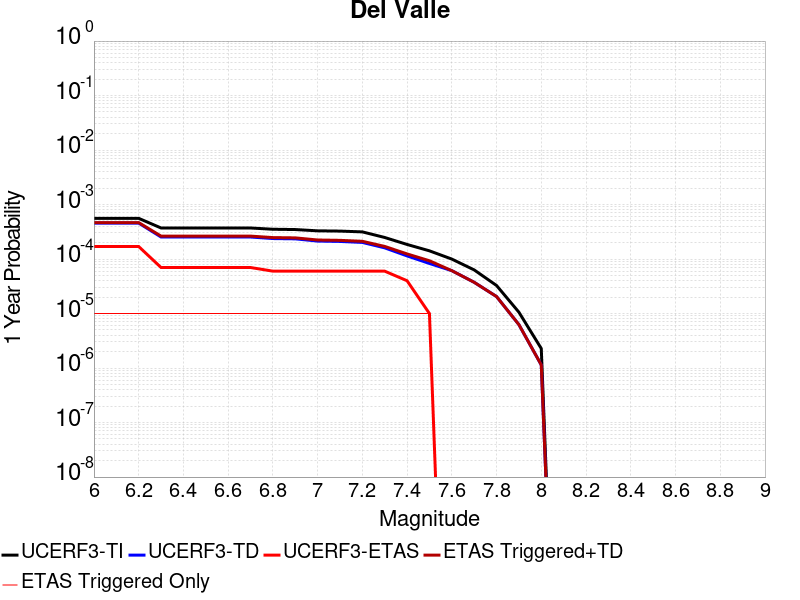 Del Valle
1 Year Probability
10^0
10^-1
10^-2
10^-3
10^-4
10^-5
10^-6
10^-7
10^-8
6 6.2 6.4 6.6 6.8 7 7.2 7.4 7.6 7.8 8 8.2 8.4 8.6 8.8 9
Magnitude
UCERF3-TI UCERF3-TD UCERF3-ETAS ETAS Triggered+TD
ETAS Triggered Only